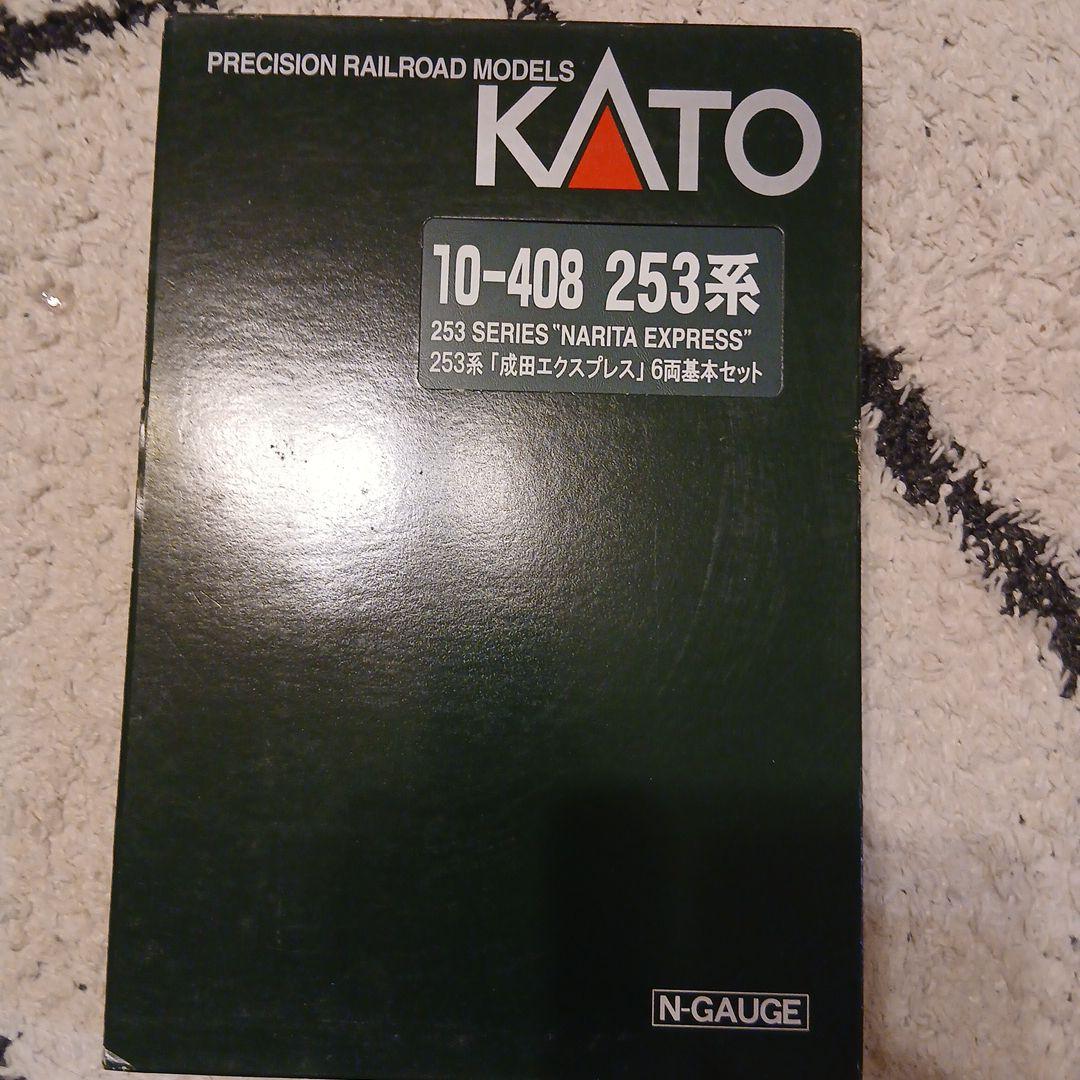 PRECISION RAILROAD MODELS
KATO
10-408 253系
253 SERIES "NARITA EXPRESS"
253系「成田エクスプレス」6両基本セット
N-GAUGE